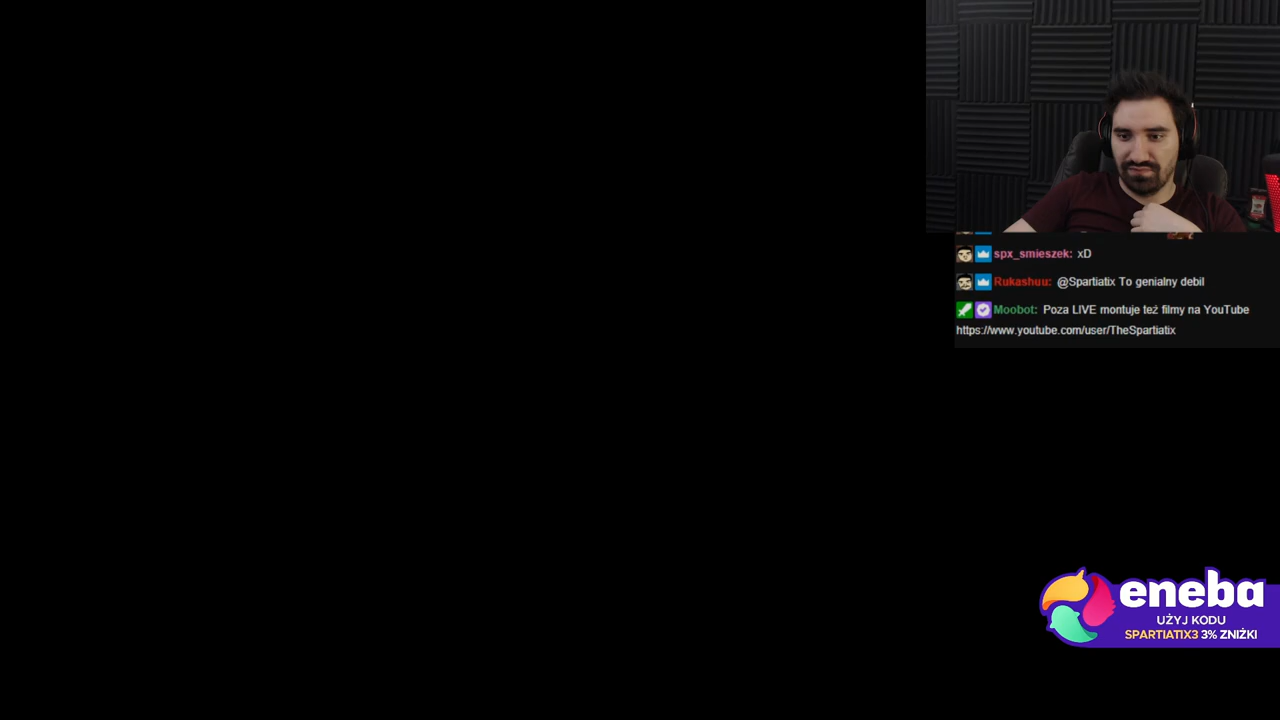 spx_smieszek: xD
Rukashuu: @Spartiatix To genialny debil
Moobot: Poza LIVE montuje też filmy na YouTube
https://www.youtube.com/user/TheSpartiatix
eneba
UŻYJ KODU
SPARTIATIX3 3% ZNIŻKI